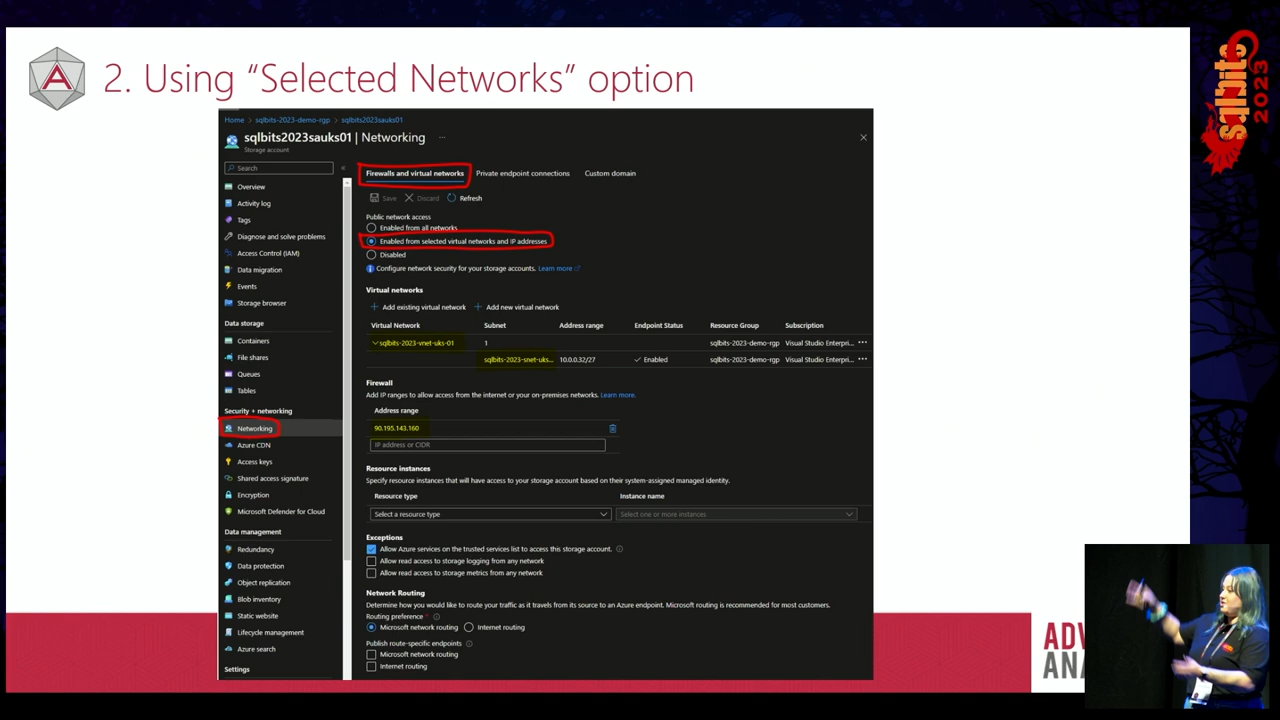 2. Using “Selected Networks” option
sqlbits
2023
Home > sqlbits-2023-demo-rgp > sqlbits2023sauks01
sqlbits2023sauks01 | Networking ...
Storage account
Search
Overview
Activity log
Tags
Diagnose and solve problems
Access Control (IAM)
Data migration
Events
Storage browser
Data storage
Containers
File shares
Queues
Tables
Security + networking
Networking
Azure CDN
Access keys
Shared access signature
Encryption
Microsoft Defender for Cloud
Data management
Redundancy
Data protection
Object replication
Blob inventory
Static website
Lifecycle management
Azure search
Settings
Firewalls and virtual networks Private endpoint connections Custom domain
Save Discard Refresh
Public network access
Enabled from all networks
Enabled from selected virtual networks and IP addresses
Disabled
Configure network security for your storage accounts. Learn more
Virtual networks
+ Add existing virtual network + Add new virtual network
Virtual Network Subnet Address range Endpoint Status Resource Group Subscription
sqlbits-2023-vnet-uks-01 1 sqlbits-2023-demo-rgp Visual Studio Enterpri... ...
sqlbits-2023-snet-uks... 10.0.0.32/27 Enabled sqlbits-2023-demo-rgp Visual Studio Enterpri... ...
Firewall
Add IP ranges to allow access from the internet or your on-premises networks. Learn more.
Address range
90.195.143.160
IP address or CIDR
Resource instances
Specify resource instances that will have access to your storage account based on their system-assigned managed identity.
Resource type Instance name
Select a resource type Select one or more instances
Exceptions
Allow Azure services on the trusted services list to access this storage account.
Allow read access to storage logging from any network
Allow read access to storage metrics from any network
Network Routing
Determine how you would like to route your traffic as it travels from its source to an Azure endpoint. Microsoft routing is recommended for most customers.
Routing preference *
Microsoft network routing Internet routing
Publish route-specific endpoints
Microsoft network routing
Internet routing
ADV
ANA